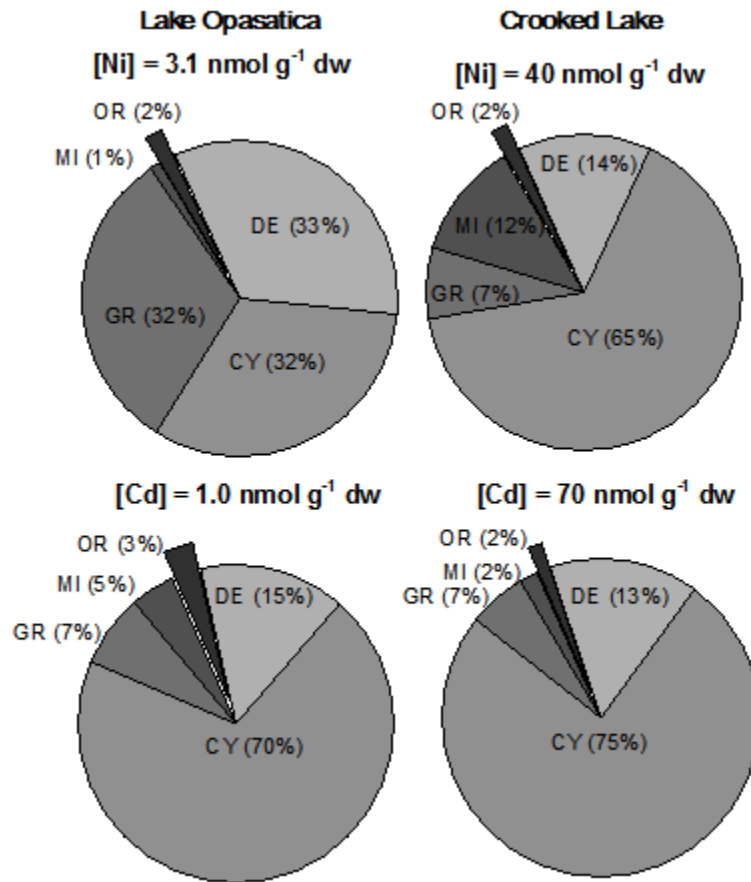 Lake Opasatica
Crooked Lake
[Ni] = 3.1 nmol g⁻¹ dw
[Ni] = 40 nmol g⁻¹ dw
OR (2%)
MI (1%)
DE (33%)
GR (32%)
CY (32%)
OR (2%)
DE (14%)
MI (12%)
GR (7%)
CY (65%)
[Cd] = 1.0 nmol g⁻¹ dw
[Cd] = 70 nmol g⁻¹ dw
OR (3%)
MI (5%)
DE (15%)
GR (7%)
CY (70%)
OR (2%)
MI (2%)
DE (13%)
GR (7%)
CY (75%)